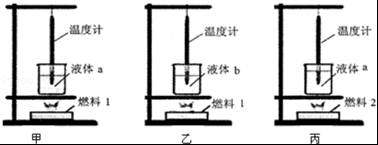 温度计
液体 a
燃料 1
甲
温度计
液体 b
燃料 1
乙
温度计
液体 a
燃料 2
丙